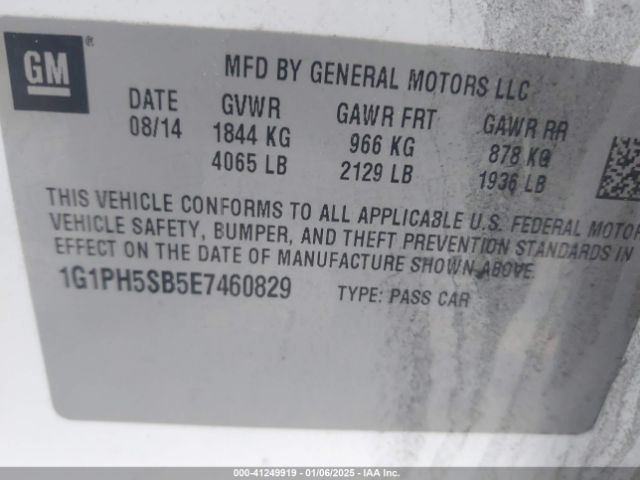 GM ®
MFD BY GENERAL MOTORS LLC
DATE GVWR GAWR FRT GAWR RR
08/14 1844 KG 966 KG 878 KG
4065 LB 2129 LB 1936 LB
THIS VEHICLE CONFORMS TO ALL APPLICABLE U.S. FEDERAL MOTOR
VEHICLE SAFETY, BUMPER, AND THEFT PREVENTION STANDARDS IN
EFFECT ON THE DATE OF MANUFACTURE SHOWN ABOVE.
1G1PH5SB5E7460829 TYPE: PASS CAR
000-41249919 - 01/06/2025 - IAA Inc.